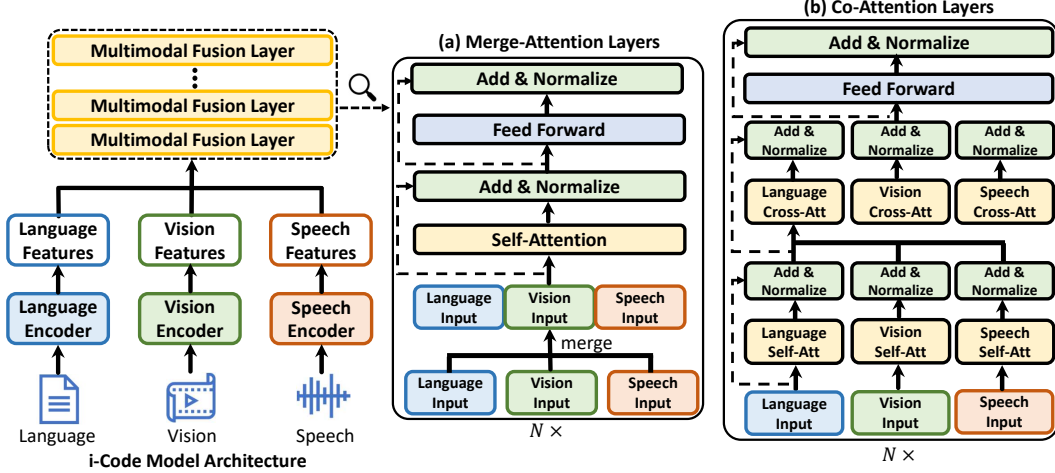 Multimodal Fusion Layer
Multimodal Fusion Layer
Multimodal Fusion Layer
Language
Features
Vision
Features
Speech
Features
Language
Encoder
Vision
Encoder
Speech
Encoder
Language
Vision
Speech
i-Code Model Architecture
(a) Merge-Attention Layers
Add & Normalize
Feed Forward
Add & Normalize
Self-Attention
Language
Input
Vision
Input
Speech
Input
merge
Language
Input
Vision
Input
Speech
Input
N ×
(b) Co-Attention Layers
Add & Normalize
Feed Forward
Add &
Normalize
Add &
Normalize
Add &
Normalize
Language
Cross-Att
Vision
Cross-Att
Speech
Cross-Att
Add &
Normalize
Add &
Normalize
Add &
Normalize
Language
Self-Att
Vision
Self-Att
Speech
Self-Att
Language
Input
Vision
Input
Speech
Input
N ×